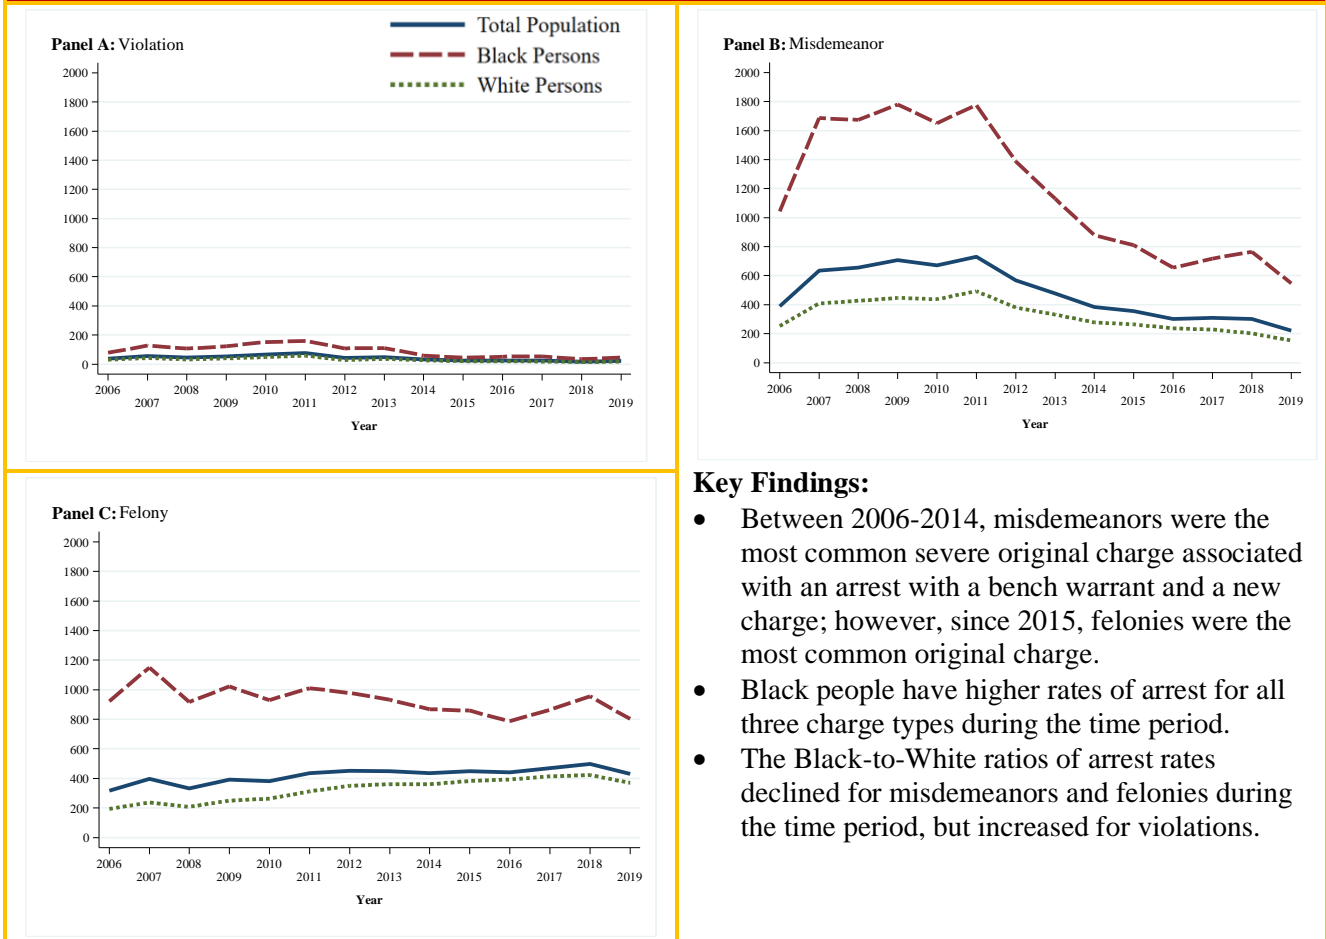 Panel A: Violation
Total Population
Black Persons
White Persons
2000
1800
1600
1400
1200
1000
800
600
400
200
0
2006 2007 2008 2009 2010 2011 2012 2013 2014 2015 2016 2017 2018 2019
Year
Panel B: Misdemeanor
2000
1800
1600
1400
1200
1000
800
600
400
200
0
2006 2007 2008 2009 2010 2011 2012 2013 2014 2015 2016 2017 2018 2019
Year
Panel C: Felony
2000
1800
1600
1400
1200
1000
800
600
400
200
0
2006 2007 2008 2009 2010 2011 2012 2013 2014 2015 2016 2017 2018 2019
Year
Key Findings:
• Between 2006-2014, misdemeanors were the
most common severe original charge associated
with an arrest with a bench warrant and a new
charge; however, since 2015, felonies were the
most common original charge.
• Black people have higher rates of arrest for all
three charge types during the time period.
• The Black-to-White ratios of arrest rates
declined for misdemeanors and felonies during
the time period, but increased for violations.